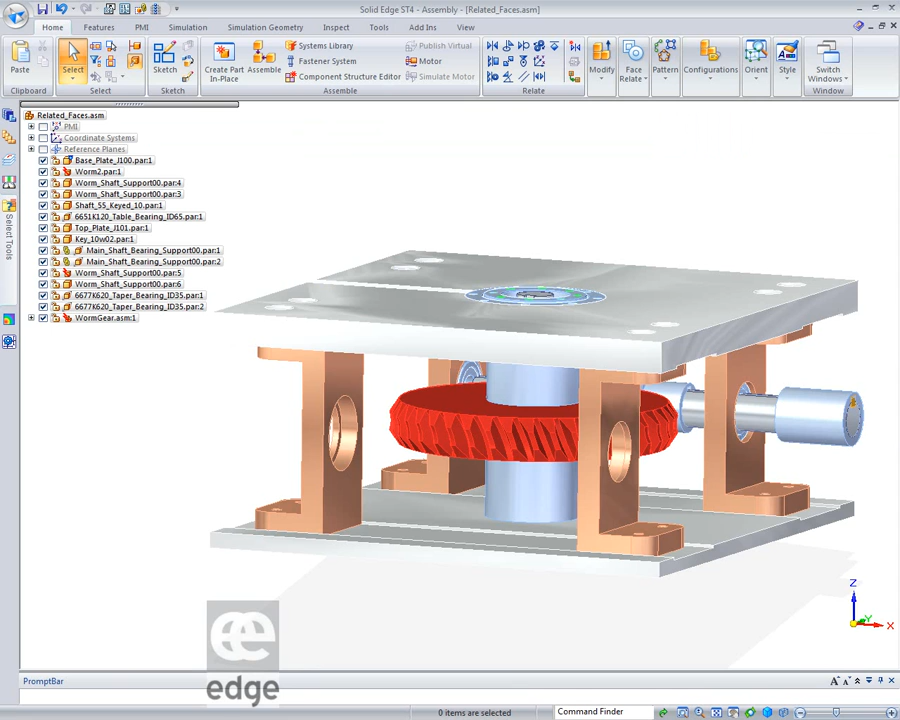 Solid Edge ST4 - Assembly - [Related_Faces.asm]
Home
Features
PMI
Simulation
Simulation Geometry
Inspect
Tools
Add Ins
View
Paste
Select
Sketch
Create Part In-Place
Assemble
Systems Library
Fastener System
Component Structure Editor
Publish Virtual
Motor
Simulate Motor
Modify
Face Relate
Pattern
Configurations
Orient
Style
Switch Windows
Clipboard
Select
Sketch
Assemble
Relate
Window
Related_Faces.asm
PMI
Coordinate Systems
Reference Planes
Base_Plate_J100.par:1
Worm2.par:1
Worm_Shaft_Support00.par:4
Worm_Shaft_Support00.par:3
Shaft_55_Keyed_10.par:1
6651K120_Table_Bearing_ID65.par:1
Top_Plate_J101.par:1
Key_10w02.par:1
Main_Shaft_Bearing_Support00.par:1
Main_Shaft_Bearing_Support00.par:2
Worm_Shaft_Support00.par:5
Worm_Shaft_Support00.par:6
6677K620_Taper_Bearing_ID35.par:1
6677K620_Taper_Bearing_ID35.par:2
WormGear.asm:1
Select Tools
Z
Y
X
edge
PromptBar
0 items are selected
Command Finder